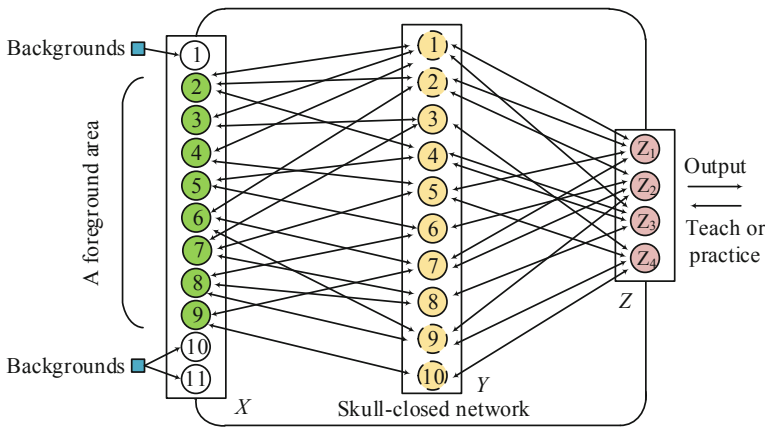 Backgrounds
A foreground area
Backgrounds
1
2
3
4
5
6
7
8
9
10
11
X
1
2
3
4
5
6
7
8
9
10
Y
Skull-closed network
Z1
Z2
Z3
Z4
Z
Output
Teach or
practice